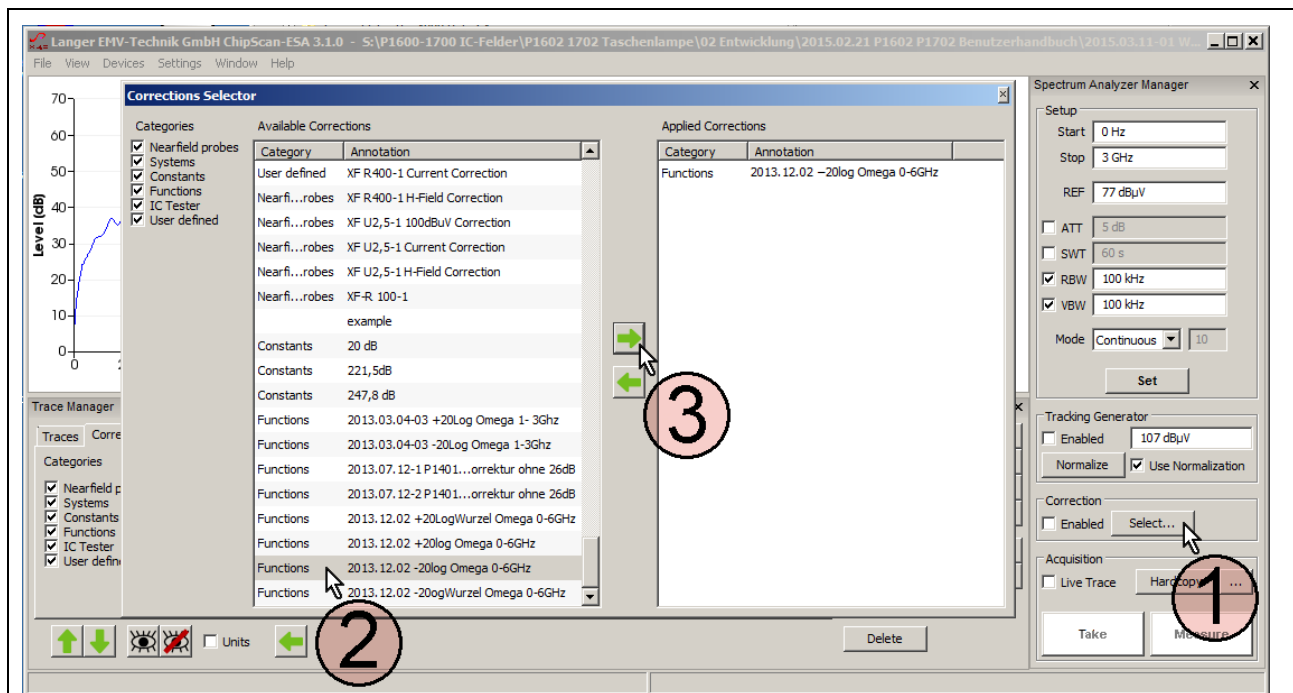 Langer EMV-Technik GmbH ChipScan-ESA 3.1.0 - S:\P1600-1700 IC-Felder\P1602 1702 Taschenlampe\02 Entwicklung\2015.02.21 P1602 P1702 Benutzerhandbuch\2015.03.11-01 W...
File View Devices Settings Window Help
70
60
50
40
30
20
10
0
Level (dB)
0
Corrections Selector
Categories
Nearfield probes
Systems
Constants
Functions
IC Tester
User defined
Available Corrections
Category Annotation
User defined XF R400-1 Current Correction
Nearfi...robes XF R400-1 H-Field Correction
Nearfi...robes XF U2,5-1 100dBuV Correction
Nearfi...robes XF U2,5-1 Current Correction
Nearfi...robes XF U2,5-1 H-Field Correction
Nearfi...robes XF-R 100-1
example
Constants 20 dB
Constants 221,5dB
Constants 247,8 dB
Functions 2013.03.04-03 +20Log Omega 1- 3Ghz
Functions 2013.03.04-03 -20Log Omega 1-3Ghz
Functions 2013.07.12-1 P1401...orrektur ohne 26dB
Functions 2013.07.12-2 P1401...orrektur ohne 26dB
Functions 2013.12.02 +20LogWurzel Omega 0-6GHz
Functions 2013.12.02 +20log Omega 0-6GHz
Functions 2013.12.02 -20log Omega 0-6GHz
Functions 2013.12.02 -20ogWurzel Omega 0-6GHz
Applied Corrections
Category Annotation
Functions 2013.12.02 −20log Omega 0-6GHz
3
2
Spectrum Analyzer Manager
Setup
Start 0 Hz
Stop 3 GHz
REF 77 dBµV
ATT 5 dB
SWT 60 s
RBW 100 kHz
VBW 100 kHz
Mode Continuous 10
Set
Tracking Generator
Enabled 107 dBµV
Normalize Use Normalization
Correction
Enabled Select...
Acquisition
Live Trace Hardcopy ...
1
Take Measure
Trace Manager
Traces Corre
Categories
Nearfield p
Systems
Constants
Functions
IC Tester
User defin
Units
Delete